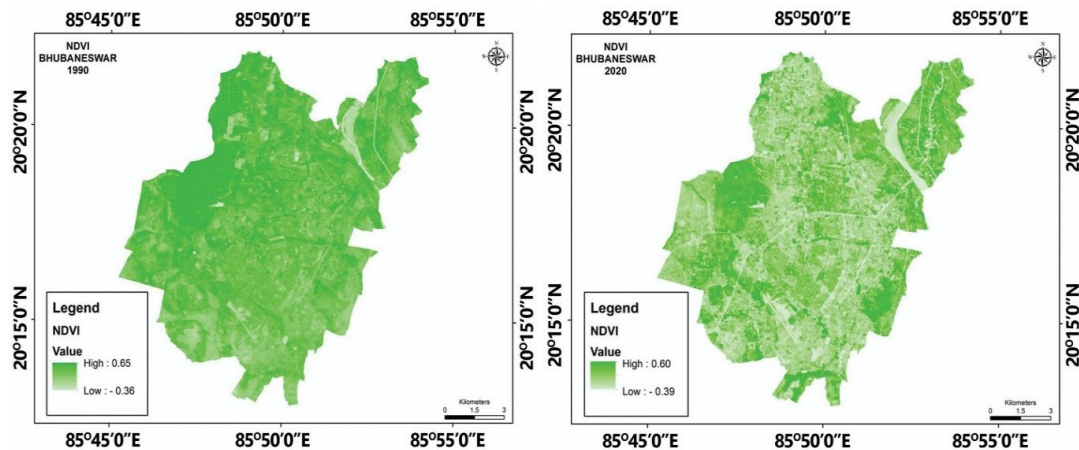 85°45'0"E 85°50'0"E 85°55'0"E
NDVI
BHUBANESWAR
1990
N
W E
S
20°20'0"N 20°20'0"N
20°15'0"N 20°15'0"N
Legend
NDVI
Value
High : 0.65
Low : - 0.36
Kilometers
0 1.5 3
85°45'0"E 85°50'0"E 85°55'0"E
85°45'0"E 85°50'0"E 85°55'0"E
NDVI
BHUBANESWAR
2020
N
W E
S
20°20'0"N 20°20'0"N
20°15'0"N 20°15'0"N
Legend
NDVI
Value
High : 0.60
Low : - 0.39
Kilometers
0 1.5 3
85°45'0"E 85°50'0"E 85°55'0"E